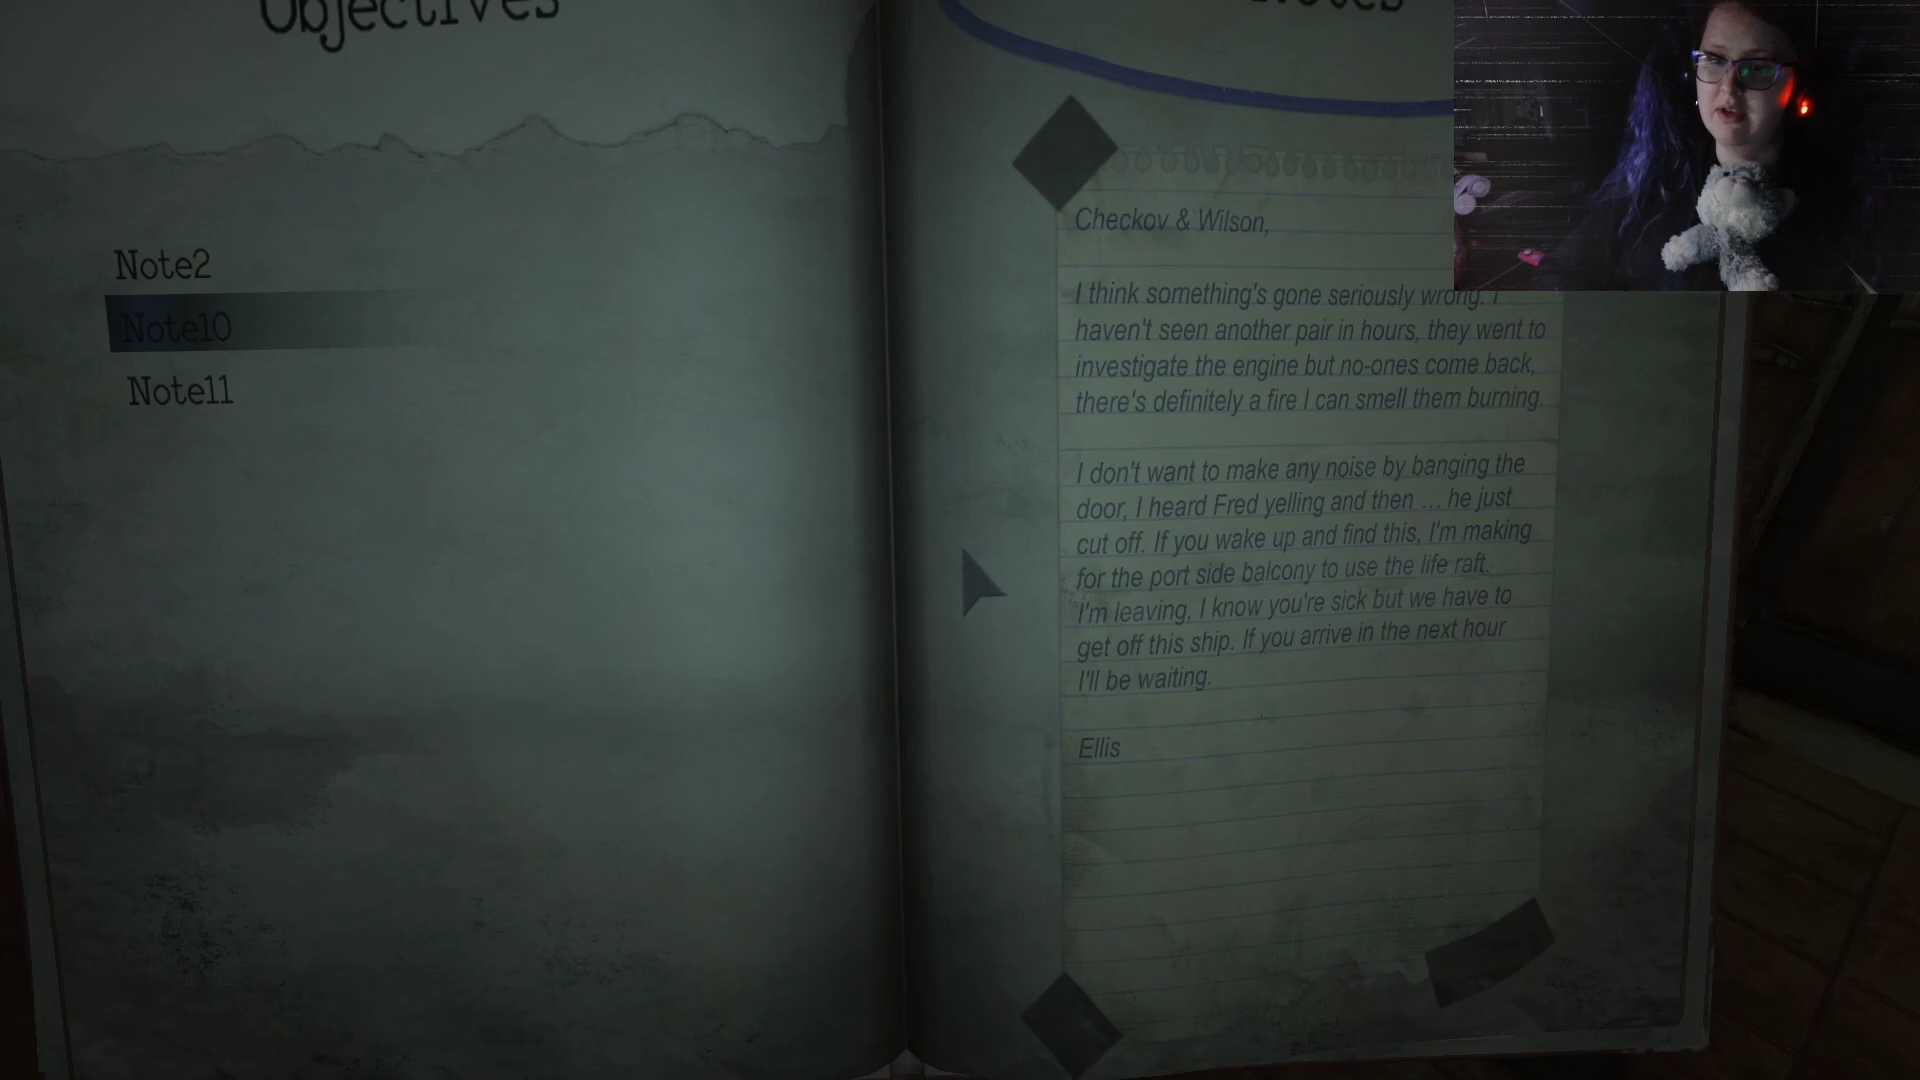 Objectives
Notes
Note2
Note10
Note11
Checkov & Wilson,
I think something's gone seriously wrong. I
haven't seen another pair in hours, they went to
investigate the engine but no-ones come back,
there's definitely a fire I can smell them burning.
I don't want to make any noise by banging the
door, I heard Fred yelling and then ... he just
cut off. If you wake up and find this, I'm making
for the port side balcony to use the life raft.
I'm leaving, I know you're sick but we have to
get off this ship. If you arrive in the next hour
I'll be waiting.
Ellis